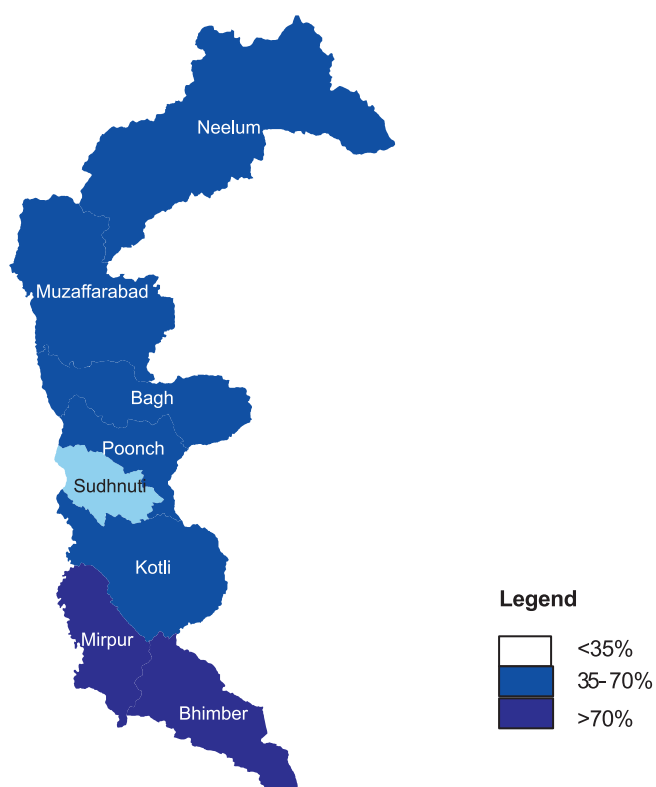 Neelum
Muzaffarabad
Bagh
Poonch
Sudhnuti
Kotli
Mirpur
Bhimber
Legend
<35%
35-70%
>70%